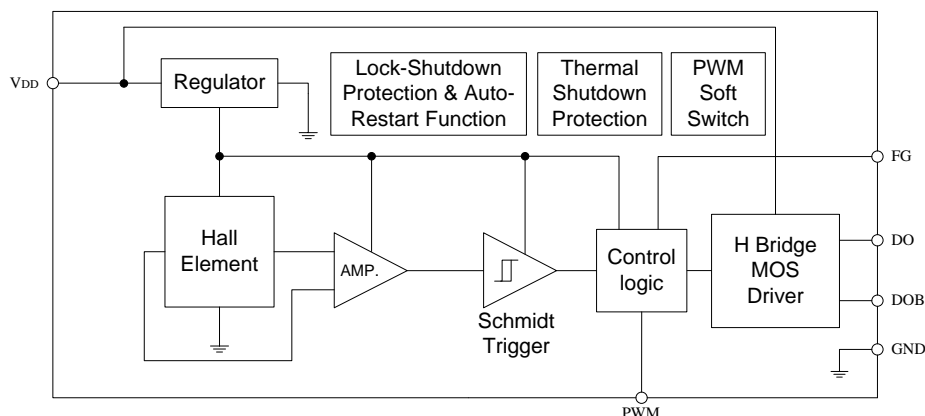 VDD
Regulator
Lock-Shutdown
Protection & Auto-
Restart Function
Thermal
Shutdown
Protection
PWM
Soft
Switch
FG
Hall
Element
AMP.
Schmidt
Trigger
Control
logic
H Bridge
MOS
Driver
DO
DOB
GND
PWM